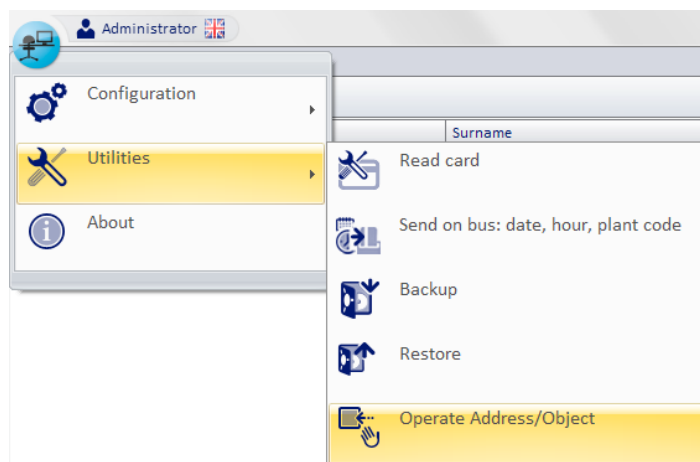 Administrator
Configuration
Surname
Utilities
Read card
About
Send on bus: date, hour, plant code
Backup
Restore
Operate Address/Object